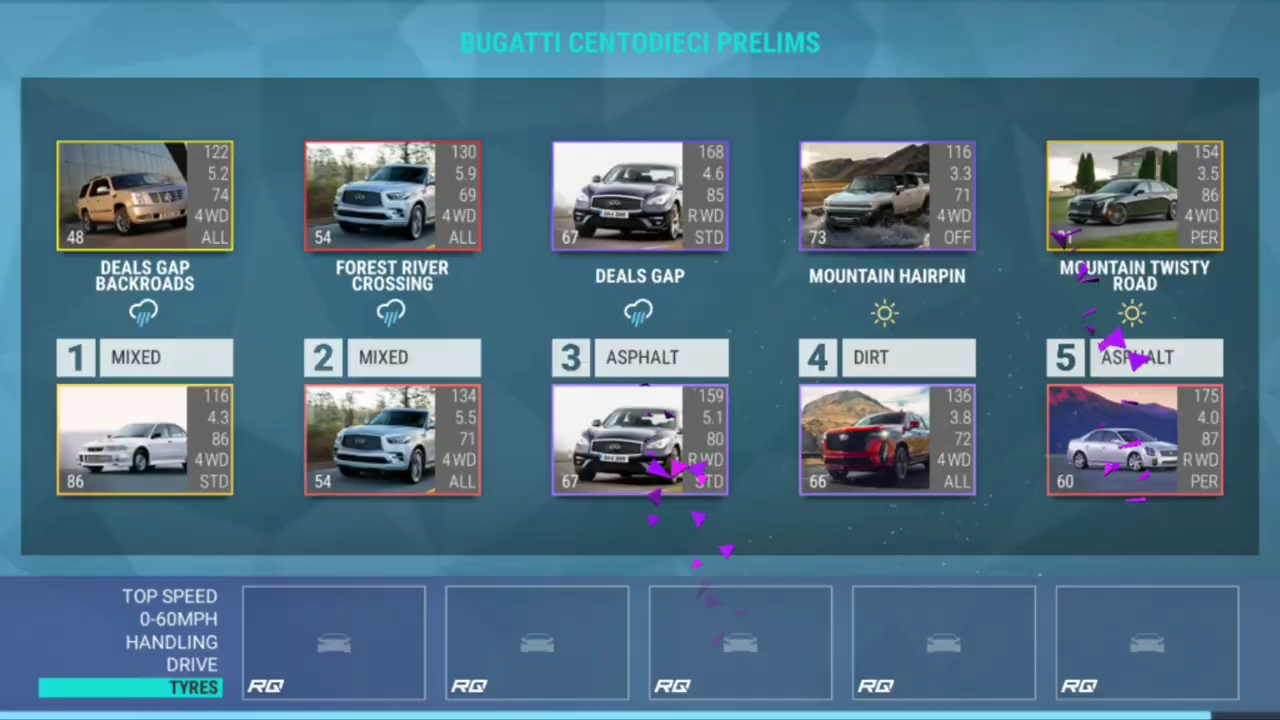 BUGATTI CENTODIECI PRELIMS
122
5.2
74
4WD
48 ALL
130
5.9
69
4WD
54 ALL
168
4.6
85
RWD
67 STD
116
3.3
71
4WD
73 OFF
154
3.5
86
4WD
PER
DEALS GAP
BACKROADS
FOREST RIVER
CROSSING
DEALS GAP
MOUNTAIN HAIRPIN
MOUNTAIN TWISTY
ROAD
1 MIXED
2 MIXED
3 ASPHALT
4 DIRT
5 ASPHALT
116
4.3
86
4WD
86 STD
134
5.5
71
4WD
54 ALL
159
5.1
80
RWD
67 STD
136
3.8
72
4WD
66 ALL
175
4.0
87
RWD
60 PER
TOP SPEED
0-60MPH
HANDLING
DRIVE
TYRES
RQ RQ RQ RQ RQ